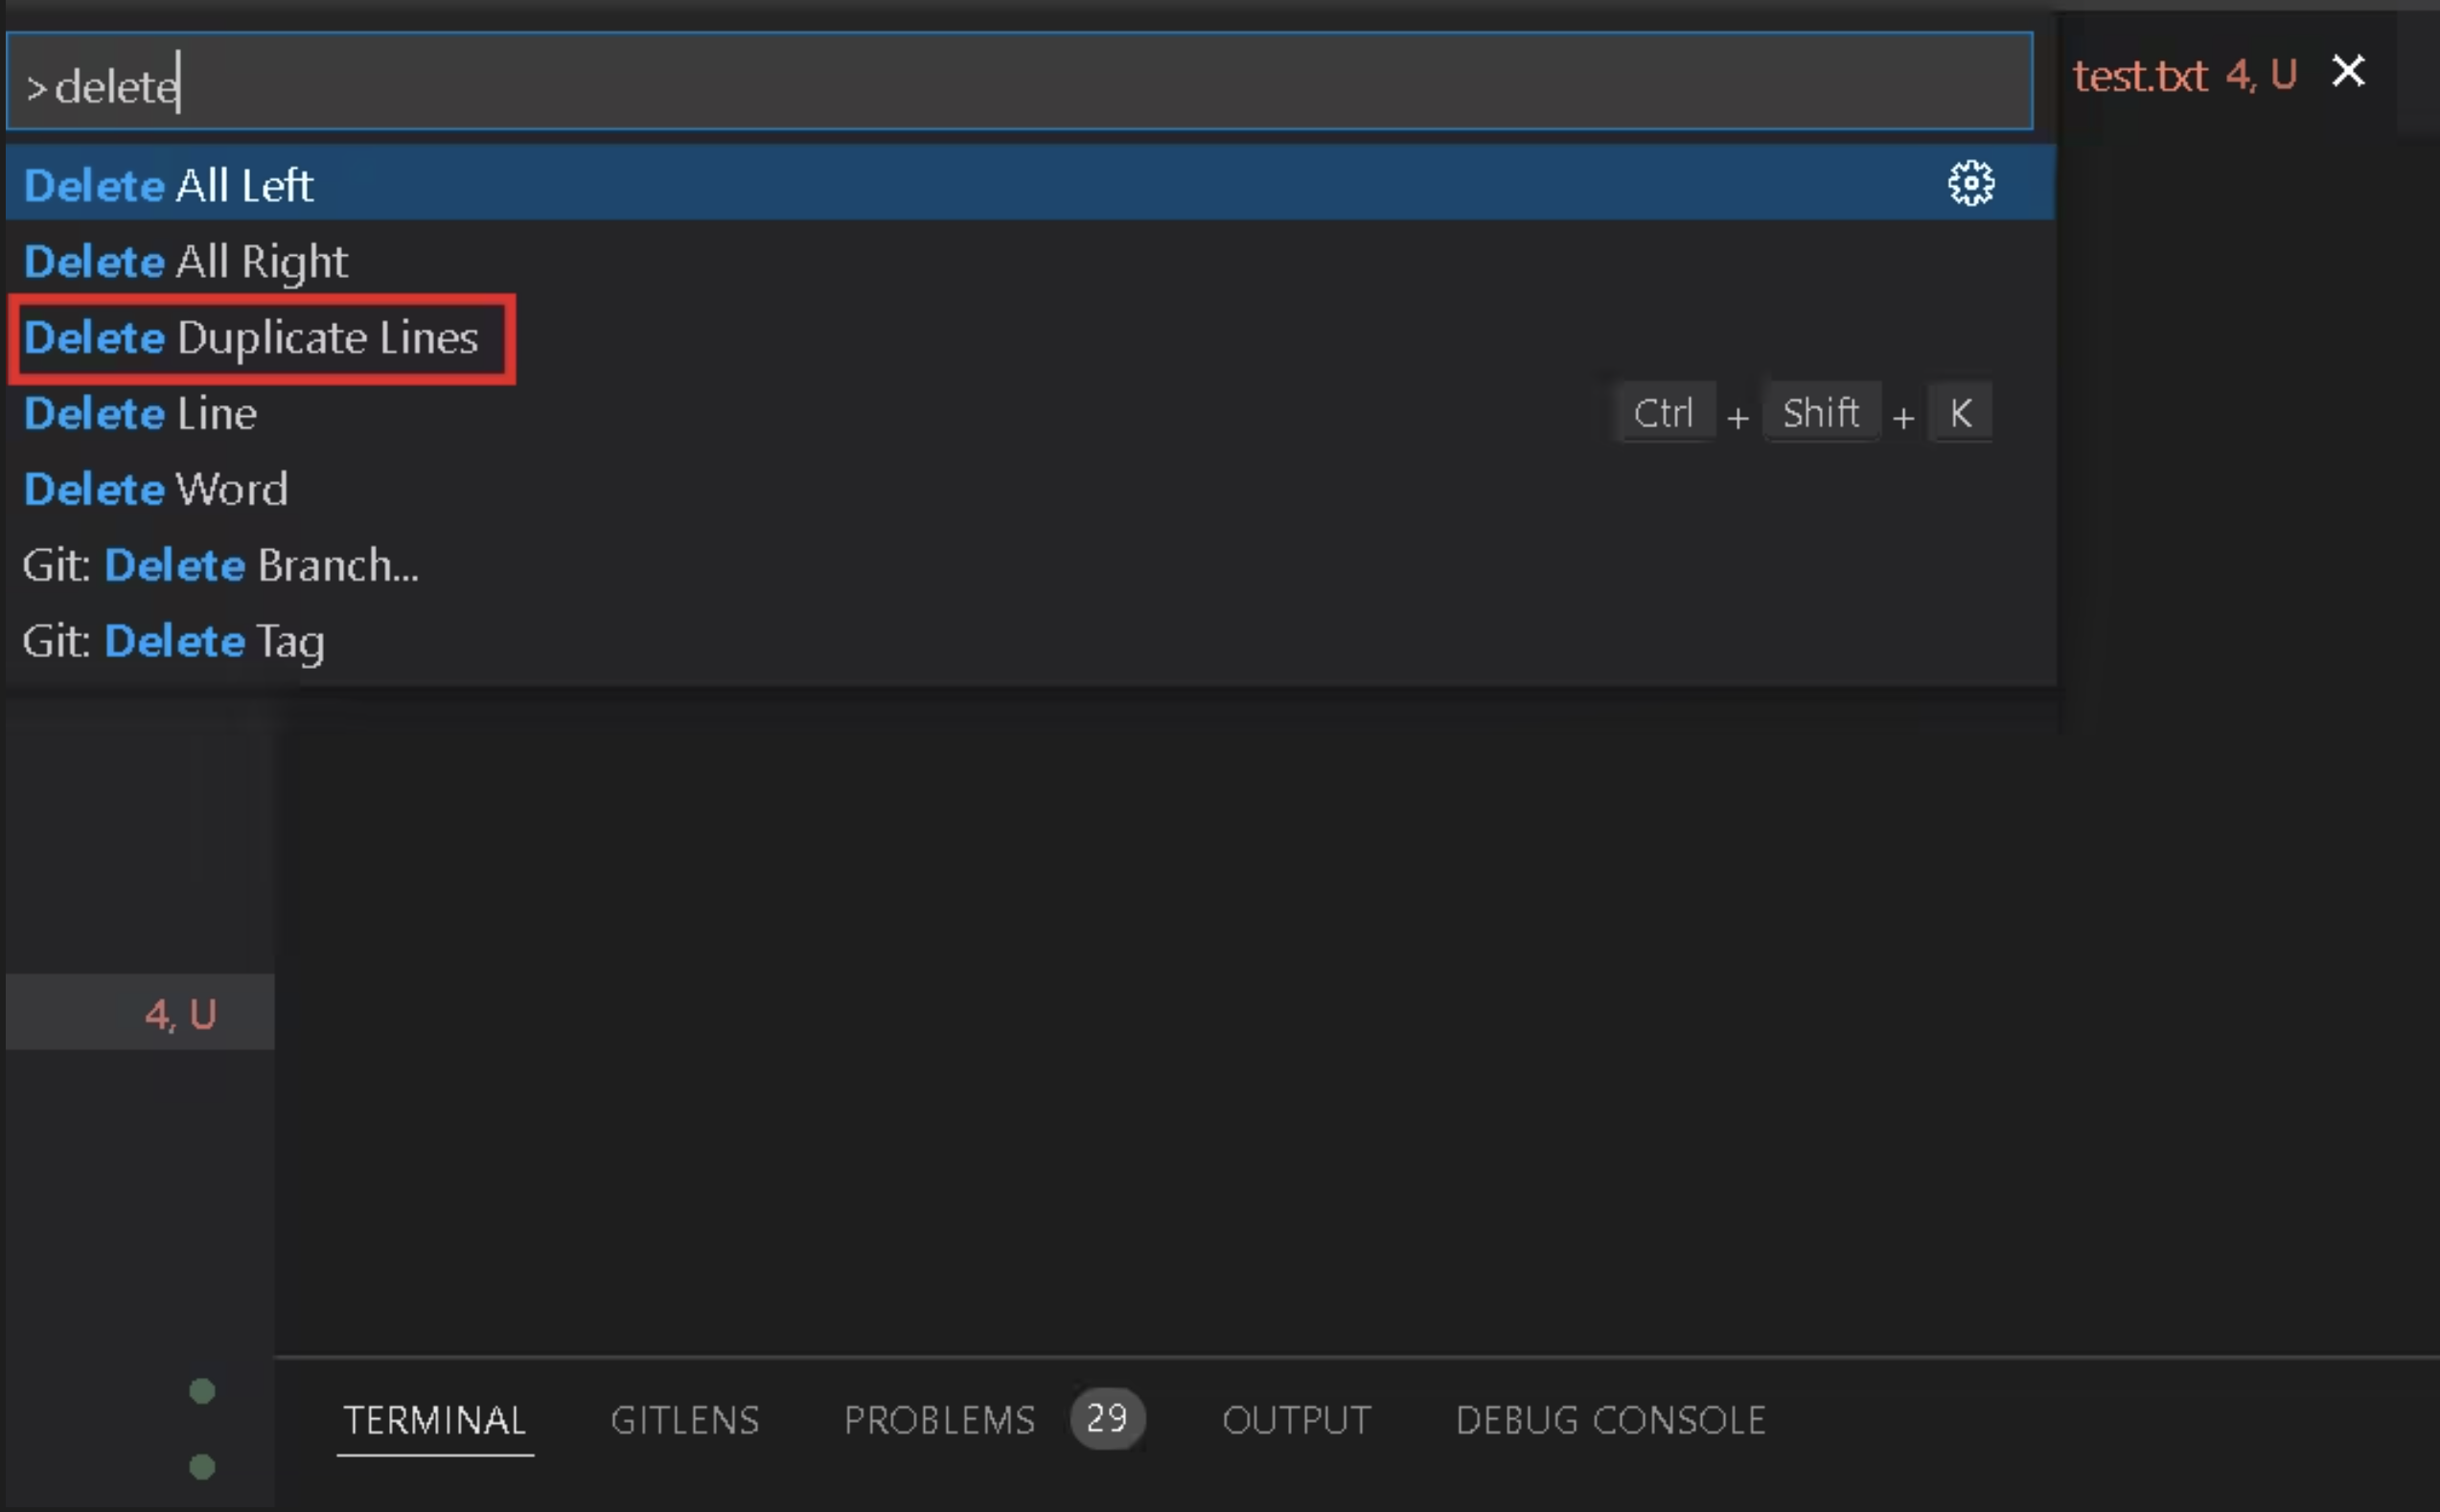 >delete
test.txt 4, U
Delete All Left
Delete All Right
Delete Duplicate Lines
Delete Line Ctrl + Shift + K
Delete Word
Git: Delete Branch...
Git: Delete Tag
4, U
TERMINAL GITLENS PROBLEMS 29 OUTPUT DEBUG CONSOLE